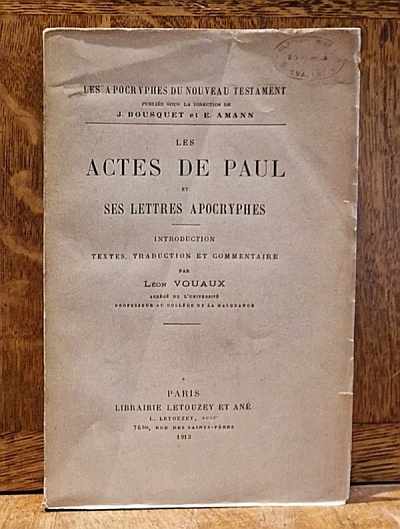 LES APOCRYPHES DU NOUVEAU TESTAMENT
PUBLIÉS SOUS LA DIRECTION DE
J. BOUSQUET et E. AMANN
LES
ACTES DE PAUL
ET
SES LETTRES APOCRYPHES
INTRODUCTION
TEXTES, TRADUCTION ET COMMENTAIRE
PAR
LÉON VOUAUX
AGRÉGÉ DE L'UNIVERSITÉ
PROFESSEUR AU COLLÈGE DE LA MALGRANGE
PARIS
LIBRAIRIE LETOUZEY ET ANÉ
L. LETOUZEY, SUCCr
76bis, RUE DES SAINTS-PÈRES
1913